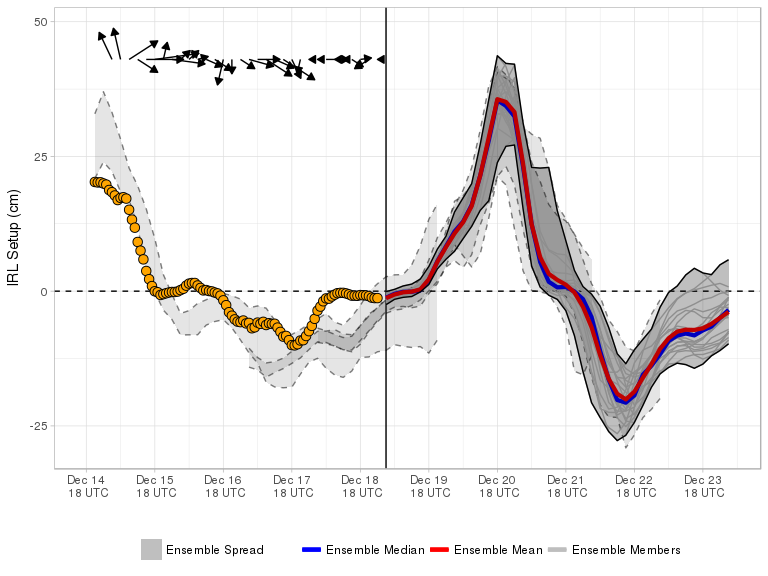 50
25
0
-25
IRL Setup (cm)
Dec 14 Dec 15 Dec 16 Dec 17 Dec 18 Dec 19 Dec 20 Dec 21 Dec 22 Dec 23
18 UTC 18 UTC 18 UTC 18 UTC 18 UTC 18 UTC 18 UTC 18 UTC 18 UTC 18 UTC
Ensemble Spread Ensemble Median Ensemble Mean Ensemble Members